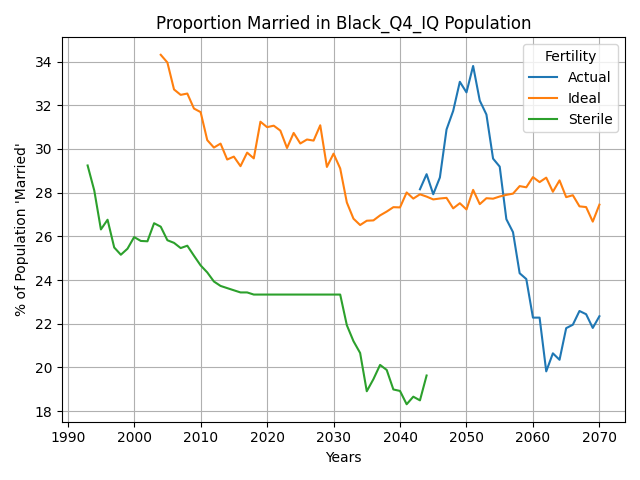 Proportion Married in Black_Q4_IQ Population
% of Population 'Married'
34
32
30
28
26
24
22
20
18
Fertility
Actual
Ideal
Sterile
1990 2000 2010 2020 2030 2040 2050 2060 2070
Years